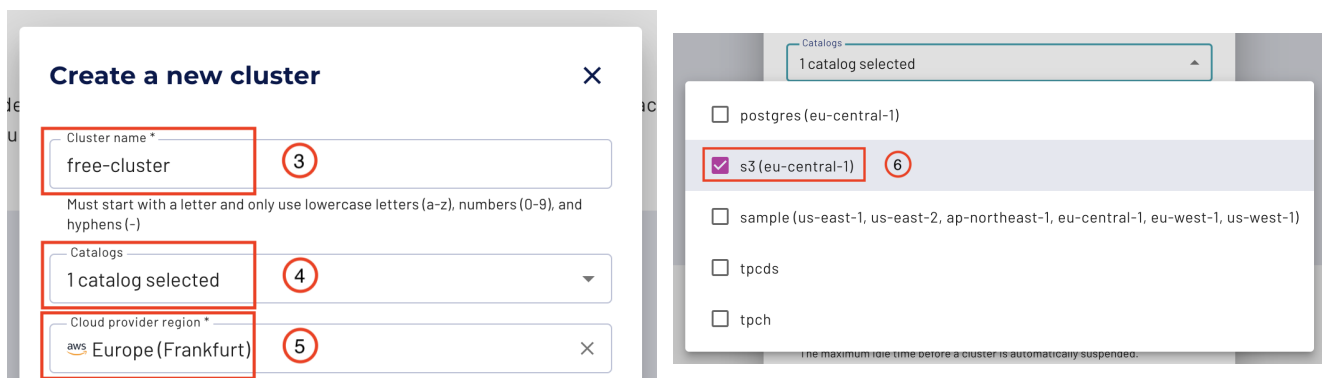 Create a new cluster
Cluster name *
free-cluster
3
Must start with a letter and only use lowercase letters (a-z), numbers (0-9), and
hyphens (-)
Catalogs
1 catalog selected
4
Cloud provider region *
aws Europe (Frankfurt)
5
Catalogs
1 catalog selected
postgres (eu-central-1)
s3 (eu-central-1)
6
sample (us-east-1, us-east-2, ap-northeast-1, eu-central-1, eu-west-1, us-west-1)
tpcds
tpch
The maximum idle time before a cluster is automatically suspended.